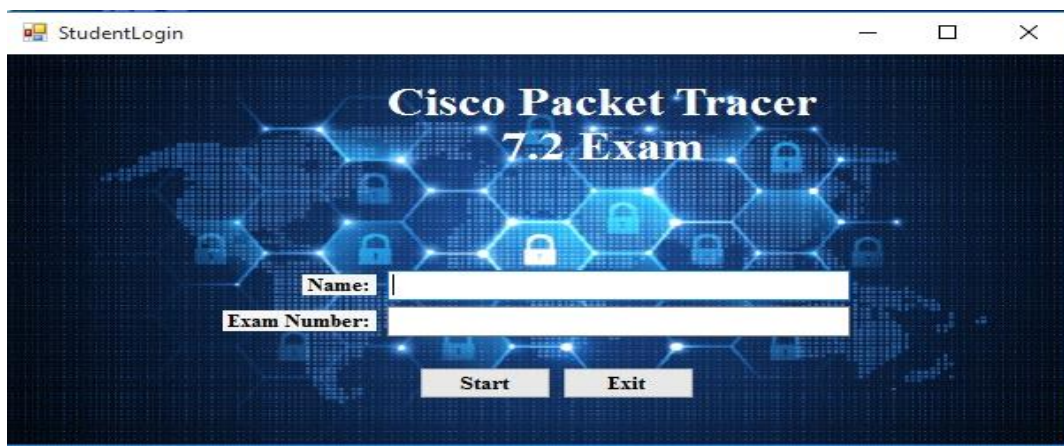 StudentLogin
Cisco Packet Tracer
7.2 Exam
Name:
Exam Number:
Start Exit